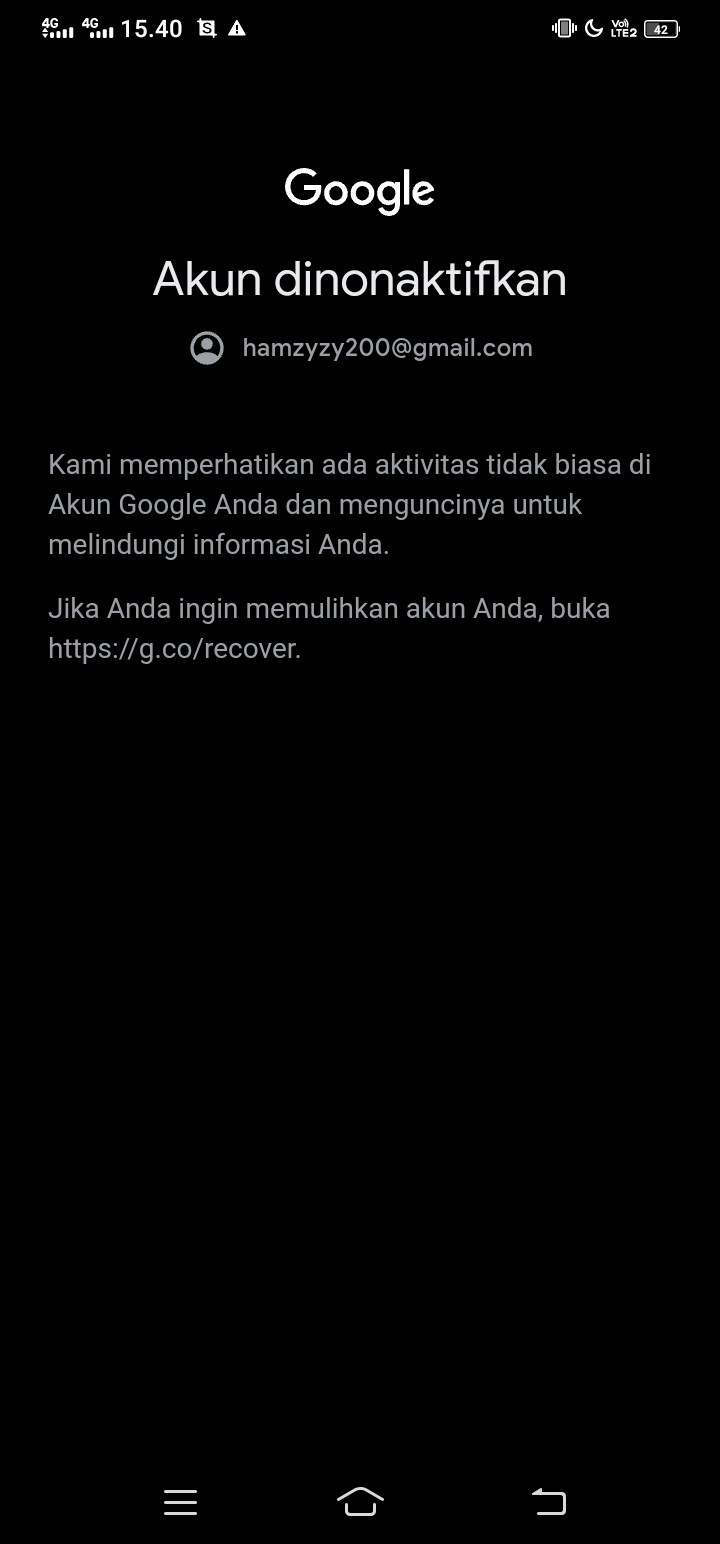 4G 4G 15.40 Vo) LTE2 42
Google
Akun dinonaktifkan
hamzyzy200@gmail.com
Kami memperhatikan ada aktivitas tidak biasa di
Akun Google Anda dan menguncinya untuk
melindungi informasi Anda.
Jika Anda ingin memulihkan akun Anda, buka
https://g.co/recover.